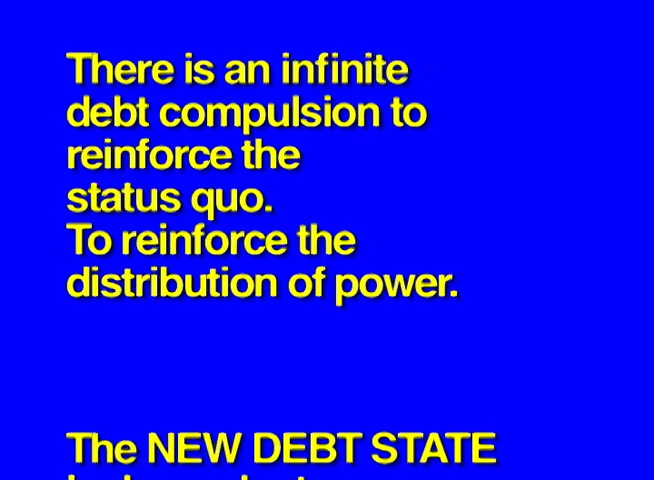 There is an infinite
debt compulsion to
reinforce the
status quo.
To reinforce the
distribution of power.
The NEW DEBT STATE